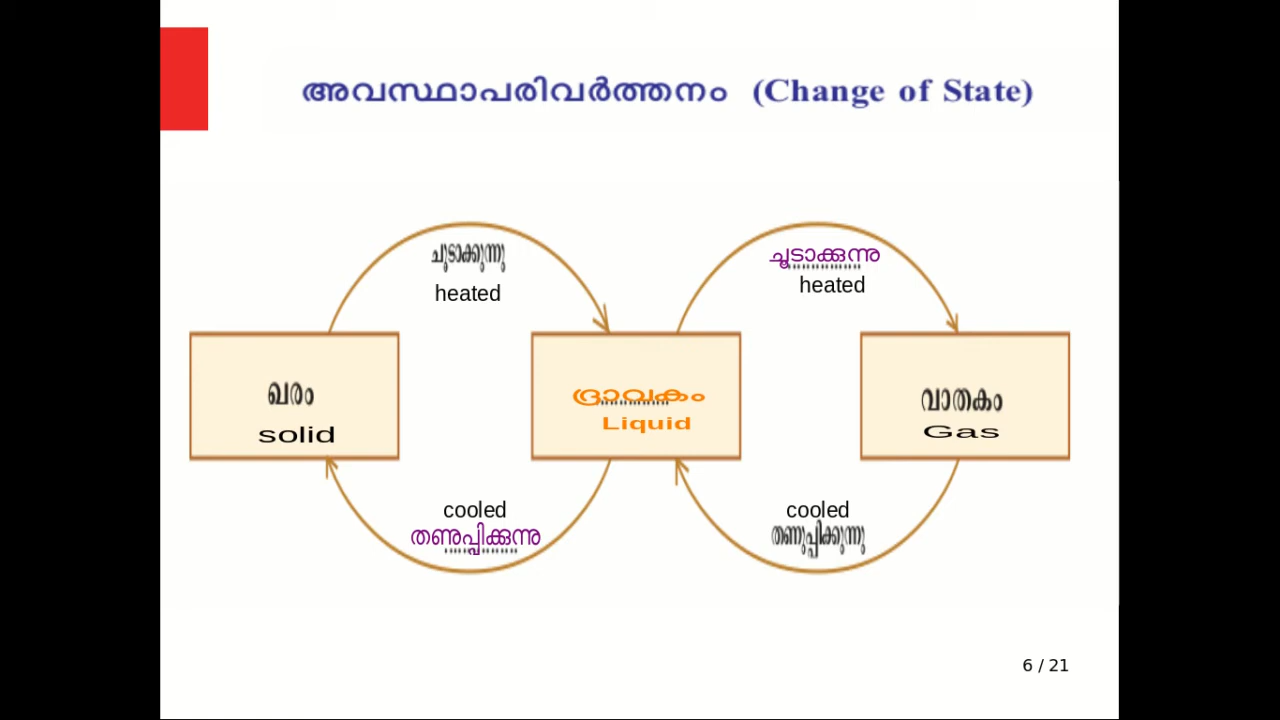 അവസ്ഥാപരിവർത്തനം (Change of State)
ചൂടാക്കുന്നു
heated
ചൂടാക്കുന്നു
heated
ഖരം
solid
ദ്രാവകം
Liquid
വാതകം
Gas
cooled
തണുപ്പിക്കുന്നു
cooled
തണുപ്പിക്കുന്നു
6 / 21